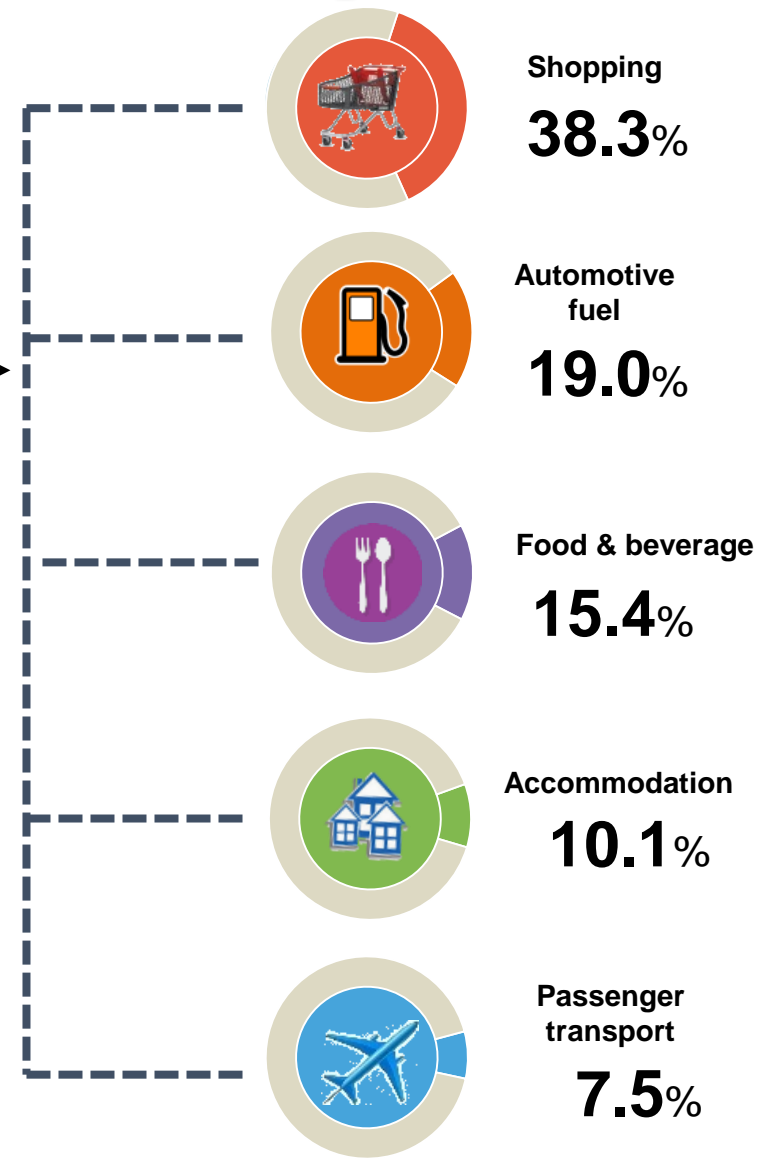 Shopping
38.3%
Automotive
fuel
19.0%
Food & beverage
15.4%
Accommodation
10.1%
Passenger
transport
7.5%